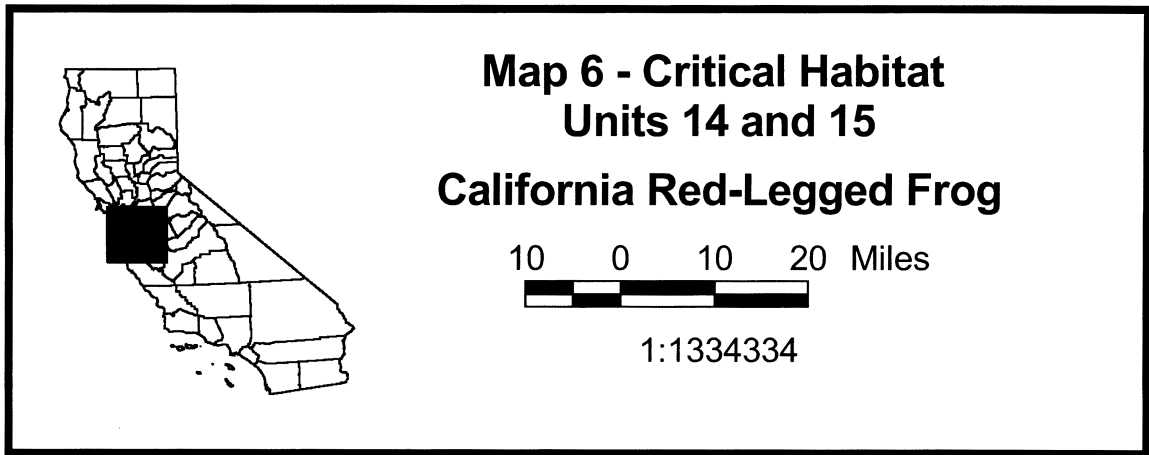 Map 6 - Critical Habitat
Units 14 and 15
California Red-Legged Frog
10 0 10 20 Miles
1:1334334